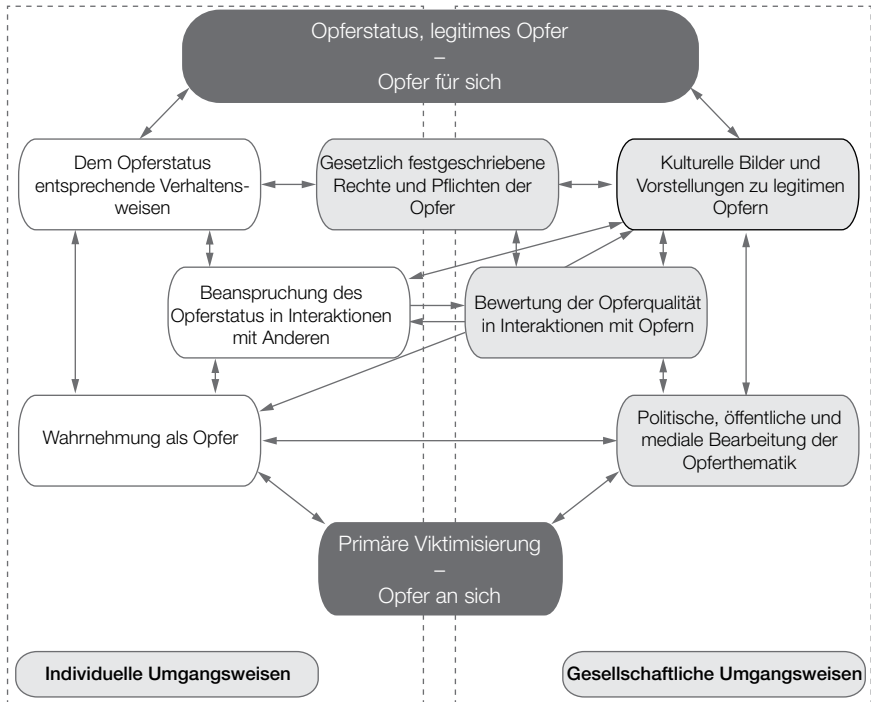 Opferstatus, legitimes Opfer
–
Opfer für sich
Dem Opferstatus
entsprechende Verhaltens-
weisen
Gesetzlich festgeschriebene
Rechte und Pflichten der
Opfer
Kulturelle Bilder und
Vorstellungen zu legitimen
Opfern
Beanspruchung des
Opferstatus in Interaktionen
mit Anderen
Bewertung der Opferqualität
in Interaktionen mit Opfern
Wahrnehmung als Opfer
Politische, öffentliche und
mediale Bearbeitung der
Opferthematik
Primäre Viktimisierung
–
Opfer an sich
Individuelle Umgangsweisen
Gesellschaftliche Umgangsweisen